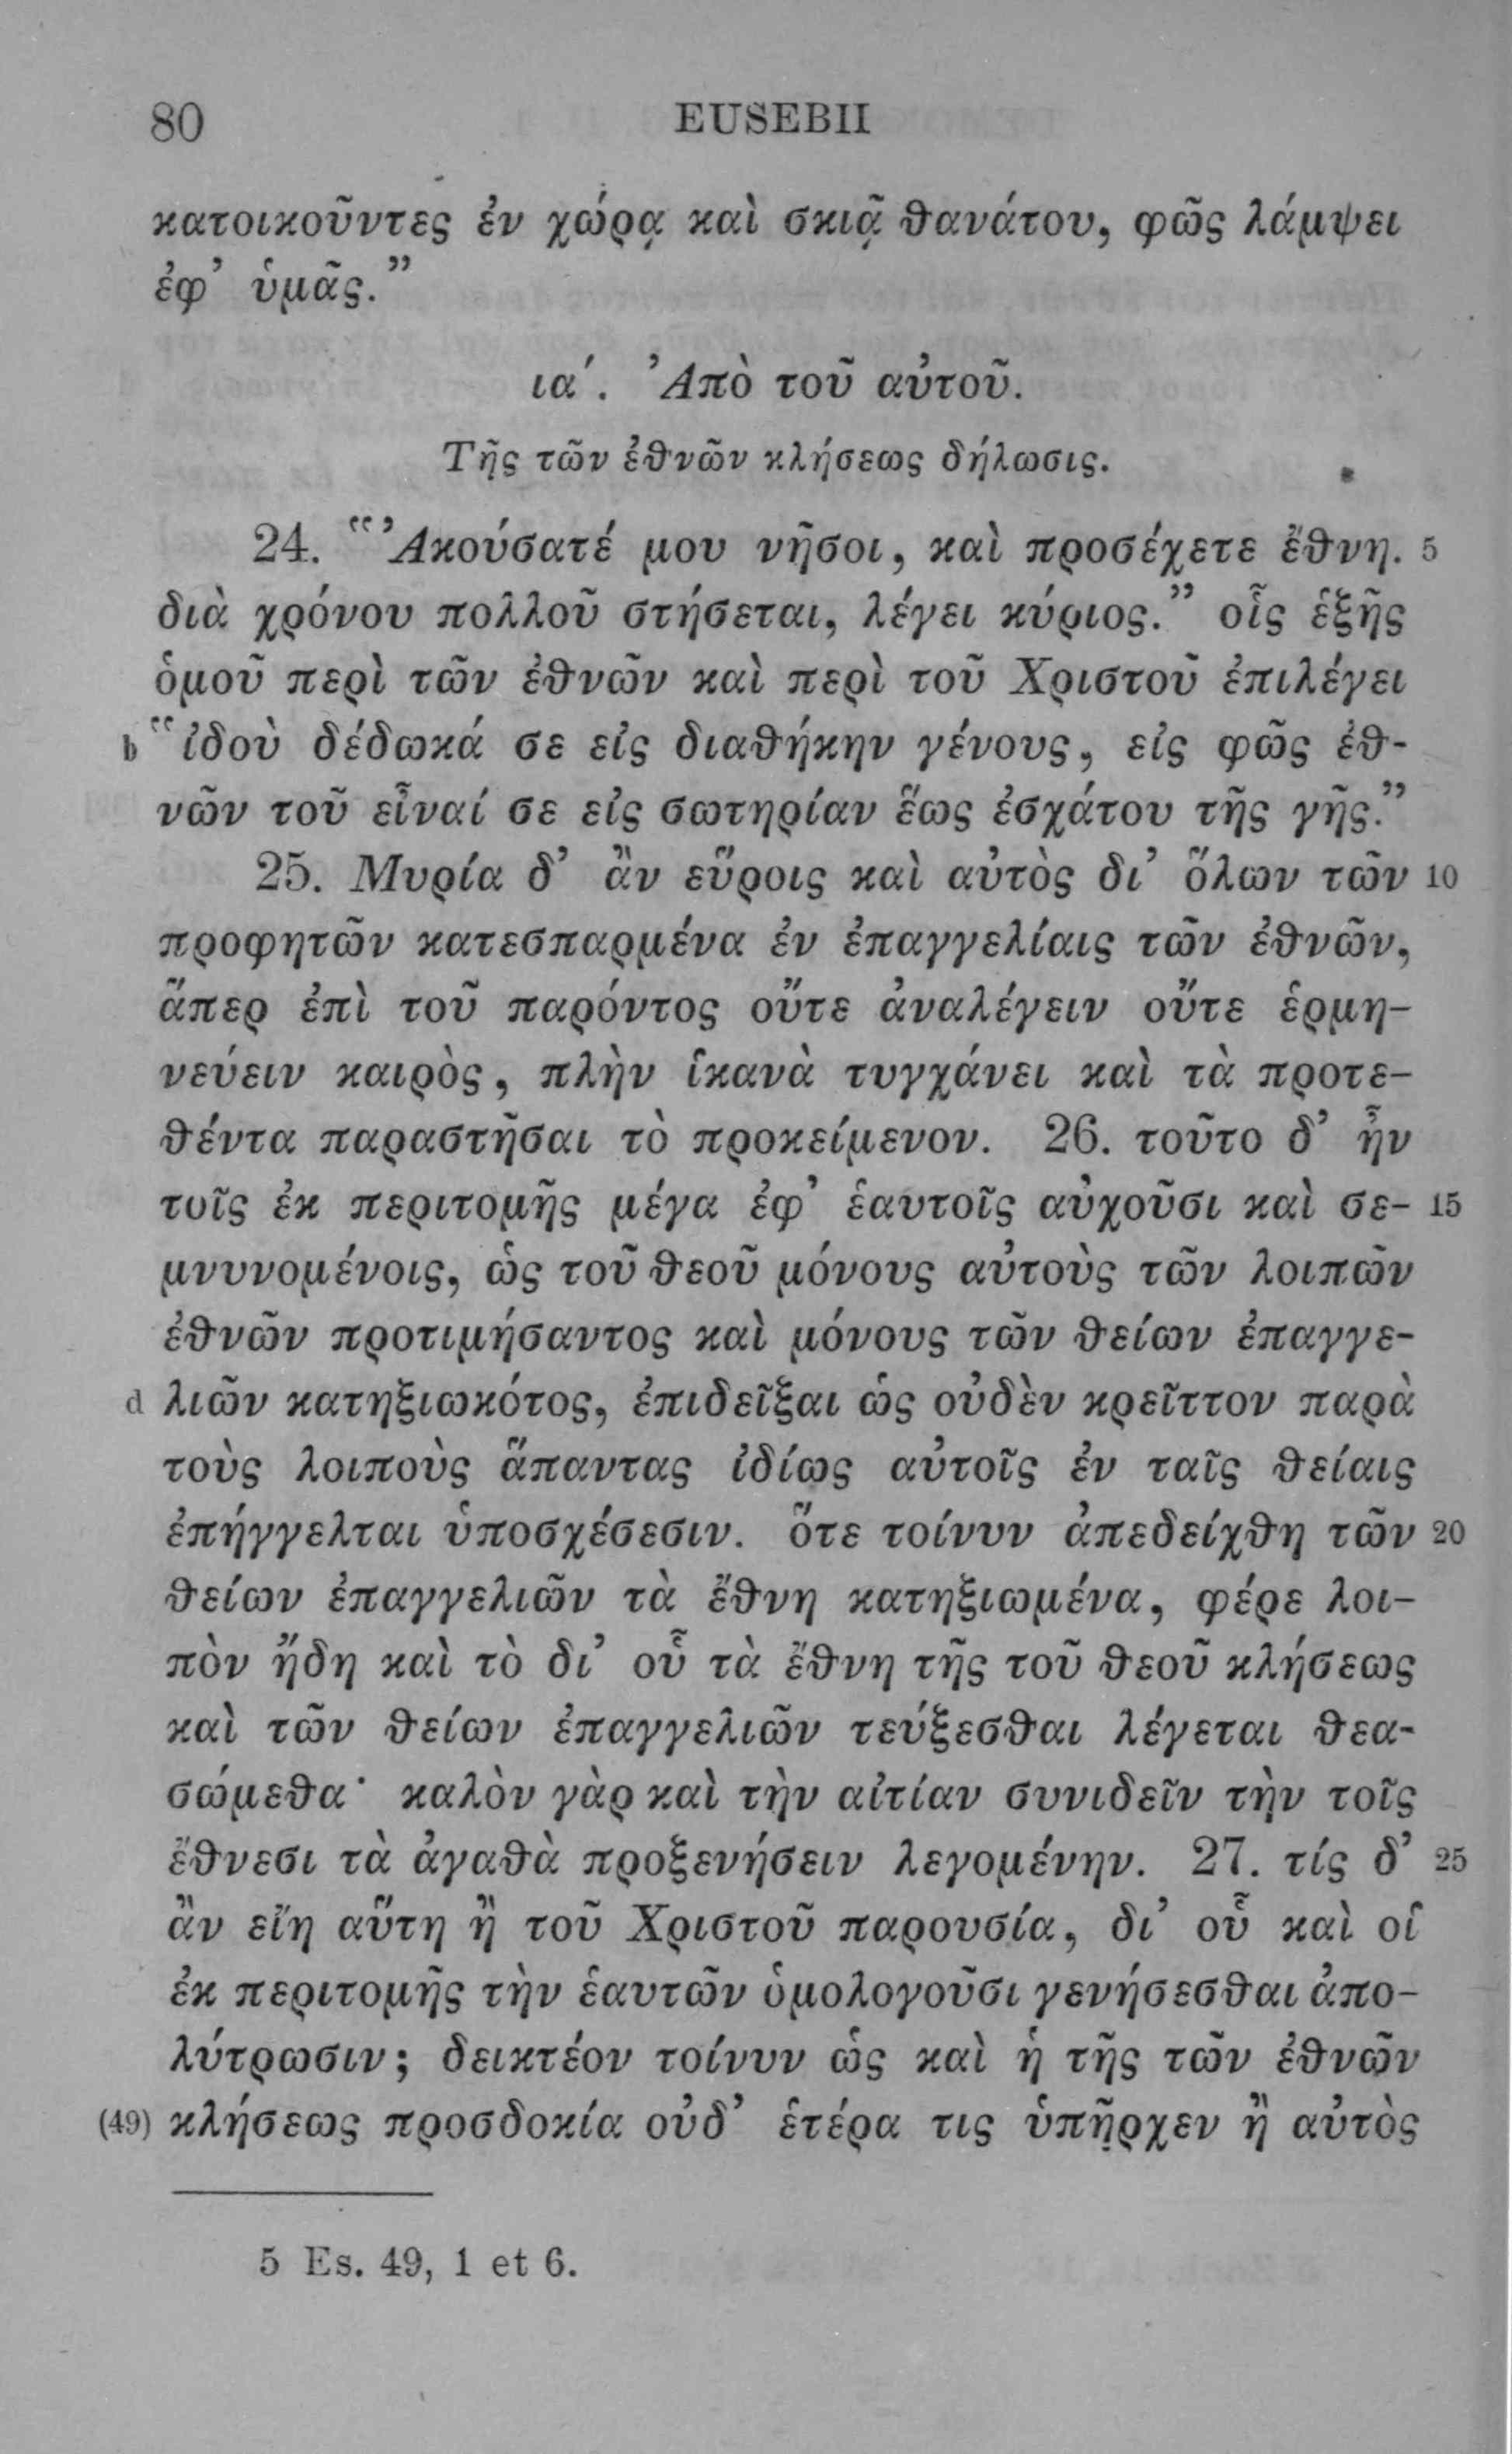 80 EUSEBII
κατοικοῦντες ἐν χώρᾳ καὶ σκιᾷ θανάτου, φῶς λάμψει
ἐφ’ ὑμᾶς.”
ια΄. Ἀπὸ τοῦ αὐτοῦ.
Τῆς τῶν ἐθνῶν κλήσεως δήλωσις.
24. “Ἀκούσατέ μου νῆσοι, καὶ προσέχετε ἔθνη. 5
διὰ χρόνου πολλοῦ στήσεται, λέγει κύριος.” οἷς ἑξῆς
ὁμοῦ περὶ τῶν ἐθνῶν καὶ περὶ τοῦ Χριστοῦ ἐπιλέγει
b “ἰδοὺ δέδωκά σε εἰς διαθήκην γένους, εἰς φῶς ἐθ-
νῶν τοῦ εἶναί σε εἰς σωτηρίαν ἕως ἐσχάτου τῆς γῆς.”
25. Μυρία δ’ ἂν εὕροις καὶ αὐτὸς δι’ ὅλων τῶν 10
προφητῶν κατεσπαρμένα ἐν ἐπαγγελίαις τῶν ἐθνῶν,
ἅπερ ἐπὶ τοῦ παρόντος οὔτε ἀναλέγειν οὔτε ἑρμη-
νεύειν καιρὸς, πλὴν ἱκανὰ τυγχάνει καὶ τὰ προτε-
θέντα παραστῆσαι τὸ προκείμενον. 26. τοῦτο δ’ ἦν
τοῖς ἐκ περιτομῆς μέγα ἐφ’ ἑαυτοῖς αὐχοῦσι καὶ σε- 15
μνυνομένοις, ὡς τοῦ θεοῦ μόνους αὐτοὺς τῶν λοιπῶν
ἐθνῶν προτιμήσαντος καὶ μόνους τῶν θείων ἐπαγγε-
d λιῶν κατηξιωκότος, ἐπιδεῖξαι ὡς οὐδὲν κρεῖττον παρὰ
τοὺς λοιποὺς ἅπαντας ἰδίως αὐτοῖς ἐν ταῖς θείαις
ἐπήγγελται ὑποσχέσεσιν. ὅτε τοίνυν ἀπεδείχθη τῶν 20
θείων ἐπαγγελιῶν τὰ ἔθνη κατηξιωμένα, φέρε λοι-
πὸν ἤδη καὶ τὸ δι’ οὗ τὰ ἔθνη τῆς τοῦ θεοῦ κλήσεως
καὶ τῶν θείων ἐπαγγελιῶν τεύξεσθαι λέγεται θεα-
σώμεθα· καλὸν γὰρ καὶ τὴν αἰτίαν συνιδεῖν τὴν τοῖς
ἔθνεσι τὰ ἀγαθὰ προξενήσειν λεγομένην. 27. τίς δ’ 25
ἂν εἴη αὕτη ἢ τοῦ Χριστοῦ παρουσία, δι’ οὗ καὶ οἱ
ἐκ περιτομῆς τὴν ἑαυτῶν ὁμολογοῦσι γενήσεσθαι ἀπο-
λύτρωσιν; δεικτέον τοίνυν ὡς καὶ ἡ τῆς τῶν ἐθνῶν
(49) κλήσεως προσδοκία οὐδ’ ἑτέρα τις ὑπῆρχεν ἢ αὐτὸς
5 Es. 49, 1 et 6.